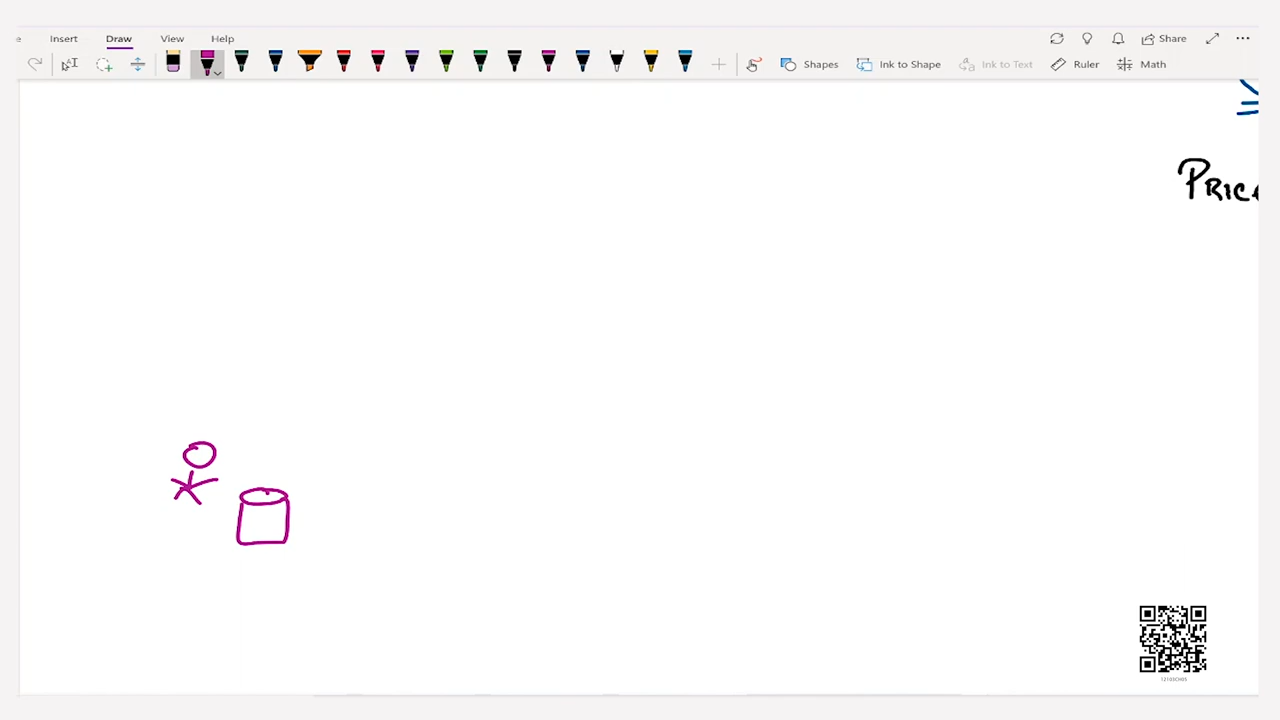 Insert Draw View Help Share
Shapes Ink to Shape Ink to Text Ruler Math